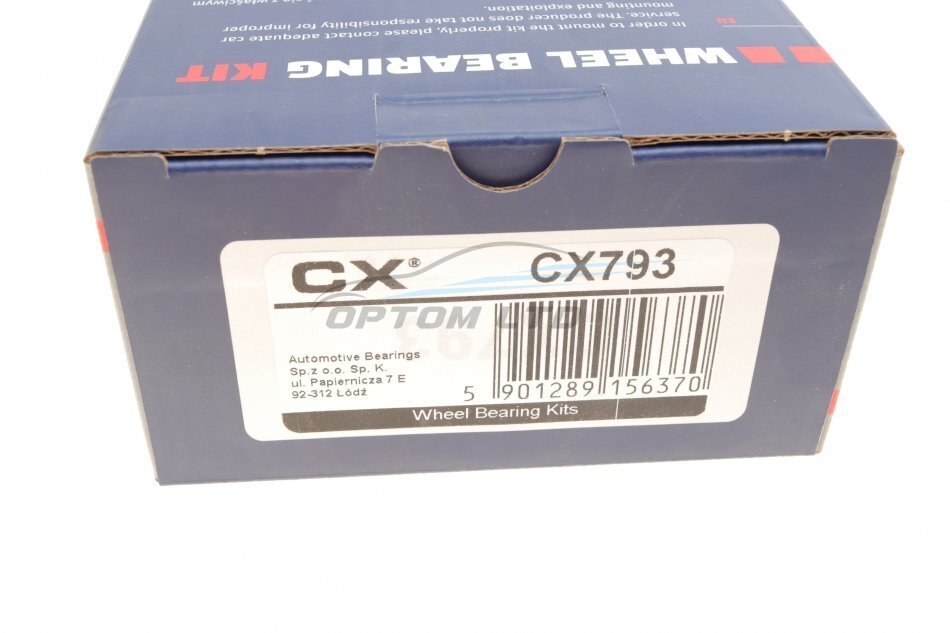 WHEEL BEARING KIT
EN
In order to mount the kit properly, please contact adequate car
service. The producer does not take responsibility for improper
mounting and exploitation.
z właściwym
CX® CX793
OPTOM LTD
Automotive Bearings
Sp.z o.o. Sp. K.
ul. Papiernicza 7 E
92-312 Łódź
5 901289 156370
Wheel Bearing Kits